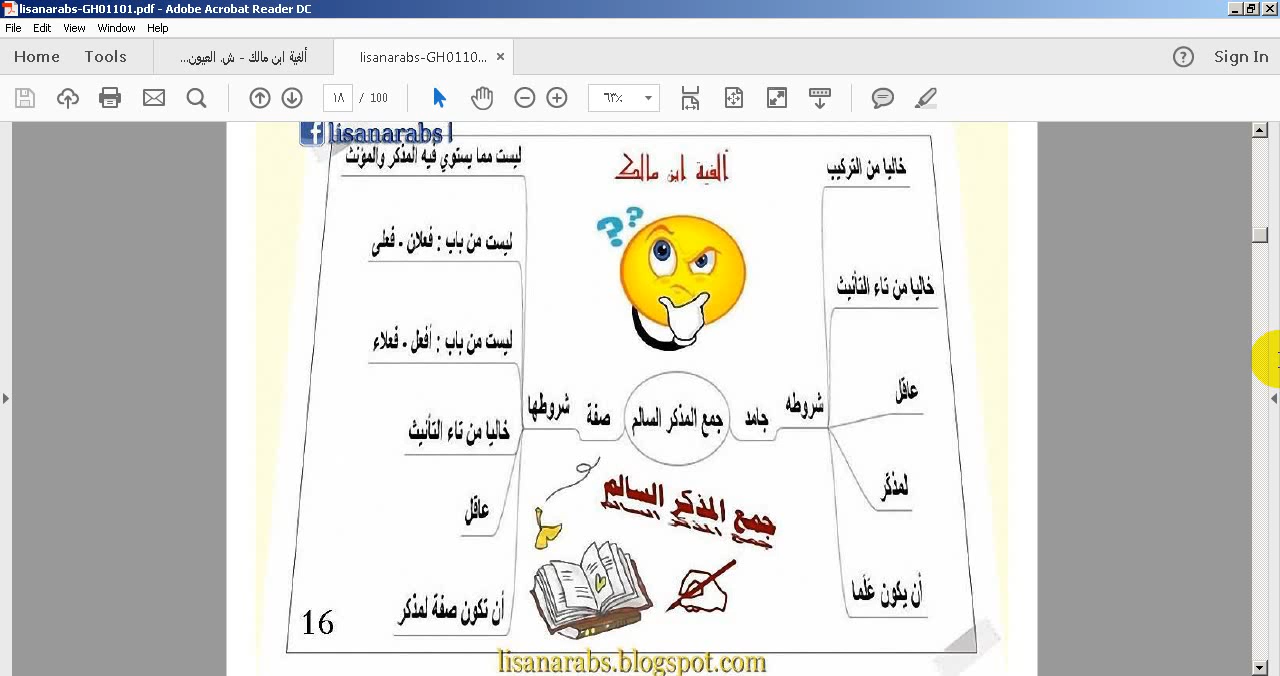 lisanarabs-GH01101.pdf - Adobe Acrobat Reader DC
File Edit View Window Help
Home Tools
ألفية ابن مالك - ش. العيون...
lisanarabs-GH0110...
Sign In
١٨ / 100
٦٣%
lisanarabs1
ألفية ابن مالك
خاليا من التركيب
خاليا من تاء التأنيث
عاقل
لمذكر
أن يكون عَلَما
شروطه
جامد
جمع المذكر السالم
صفة
شروطها
ليست مما يستوي فيه المذكر والمؤنث
ليست من باب : فعلان - فعلى
ليست من باب : أفعل - فعلاء
خاليا من تاء التأنيث
عاقل
أن تكون صفة لمذكر
جمع المذكر السالم
16
lisanarabs.blogspot.com